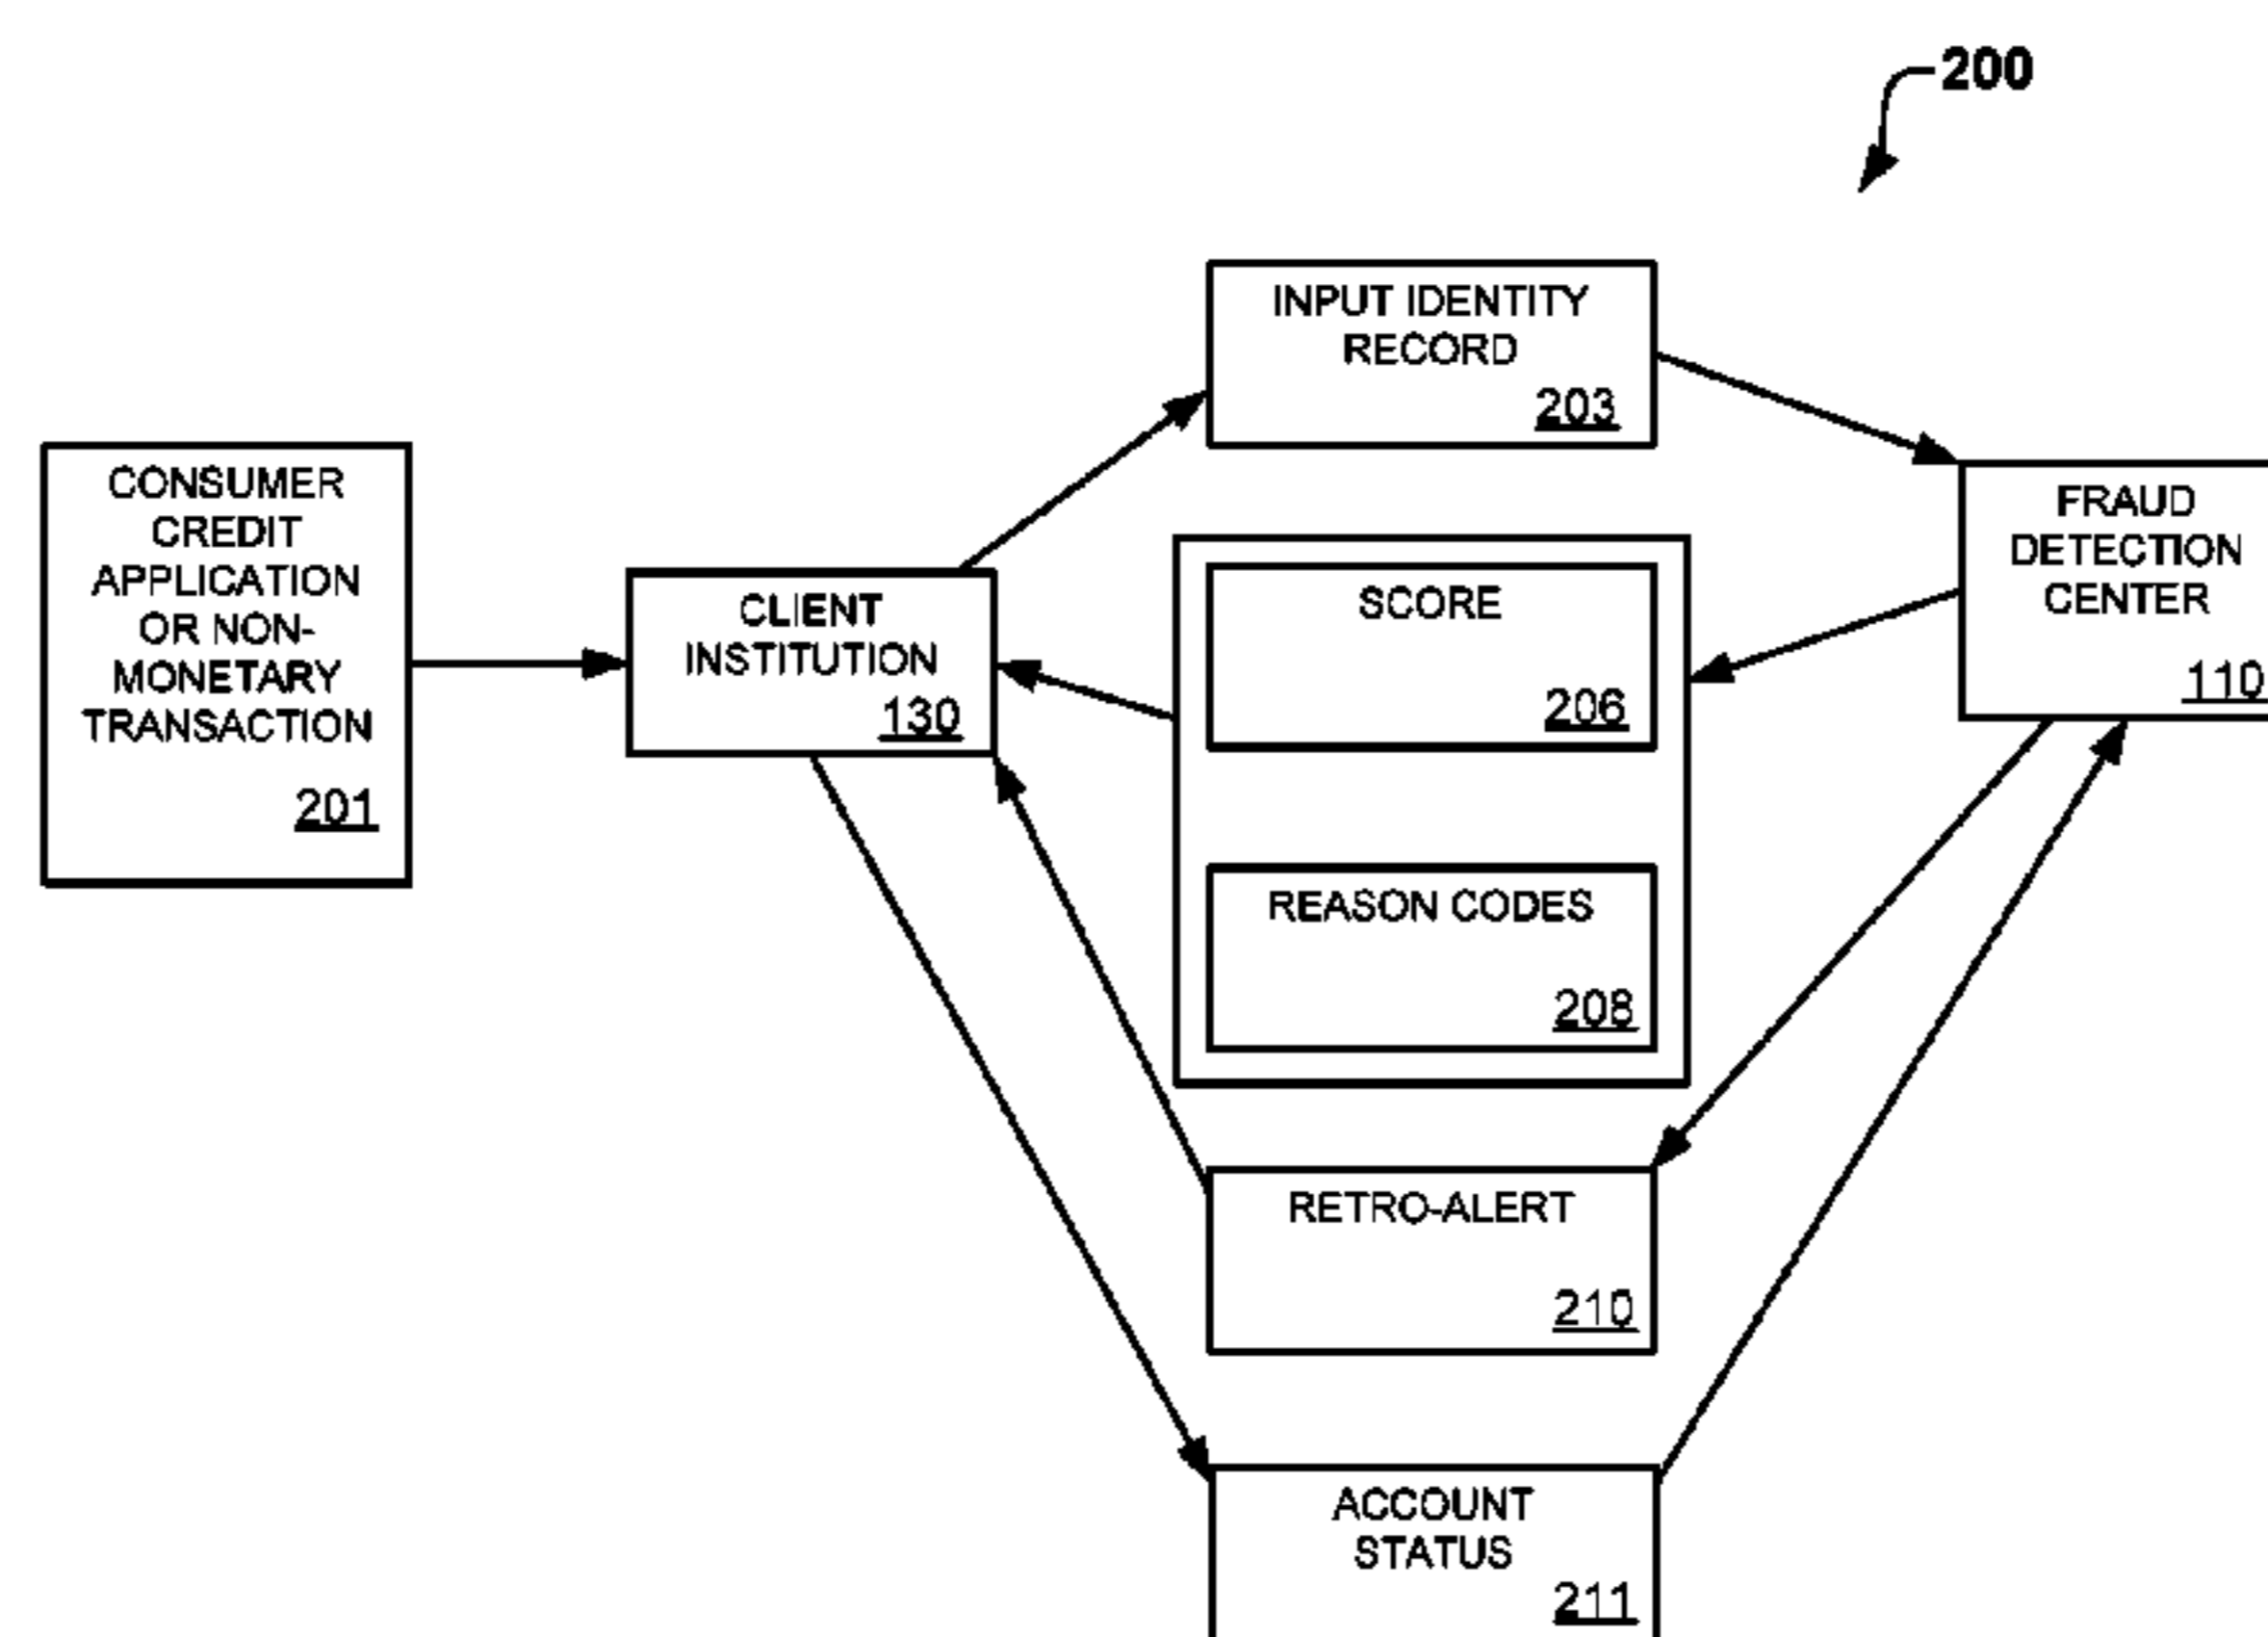 200
INPUT IDENTITY
RECORD
203
CONSUMER
CREDIT
APPLICATION
OR NON-
MONETARY
TRANSACTION
201
CLIENT
INSTITUTION
130
SCORE
206
REASON CODES
208
FRAUD
DETECTION
CENTER
110
RETRO-ALERT
210
ACCOUNT
STATUS
211